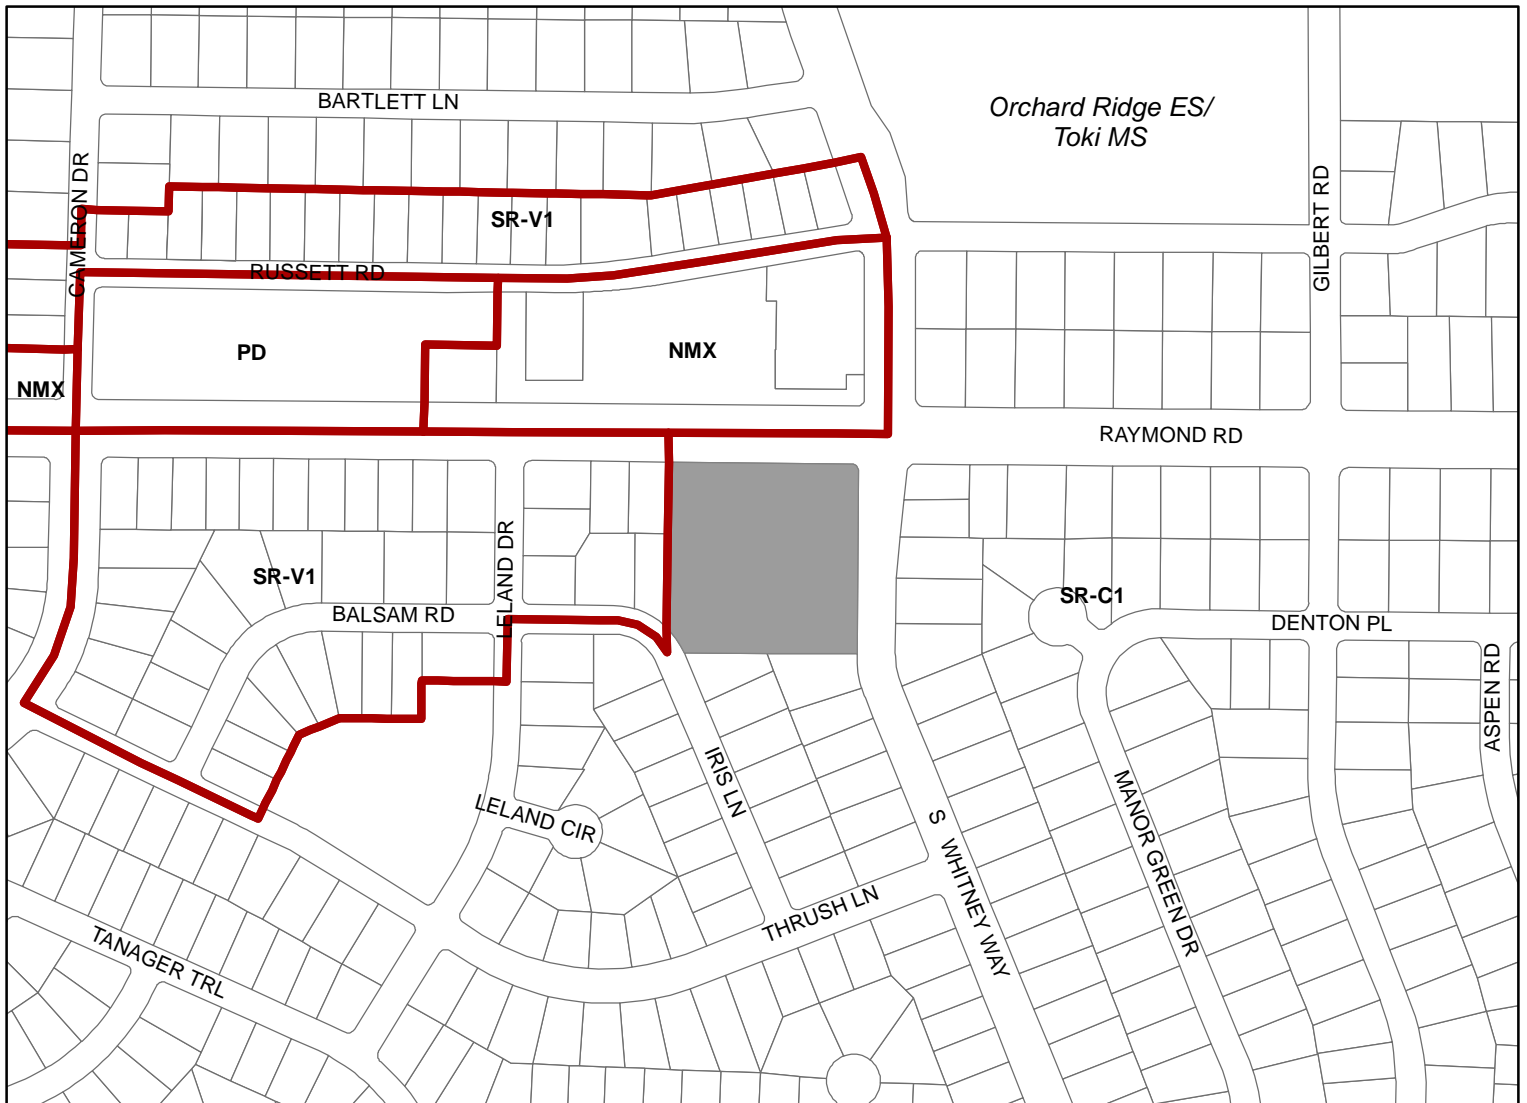 BARTLETT LN
Orchard Ridge ES/
Toki MS
CAMERON DR
SR-V1
GILBERT RD
RUSSETT RD
PD
NMX
NMX
RAYMOND RD
LELAND DR
SR-V1
BALSAM RD
SR-C1
DENTON PL
ASPEN RD
IRIS LN
LELAND CIR
MANOR GREEN DR
S WHITNEY WAY
THRUSH LN
TANAGER TRL